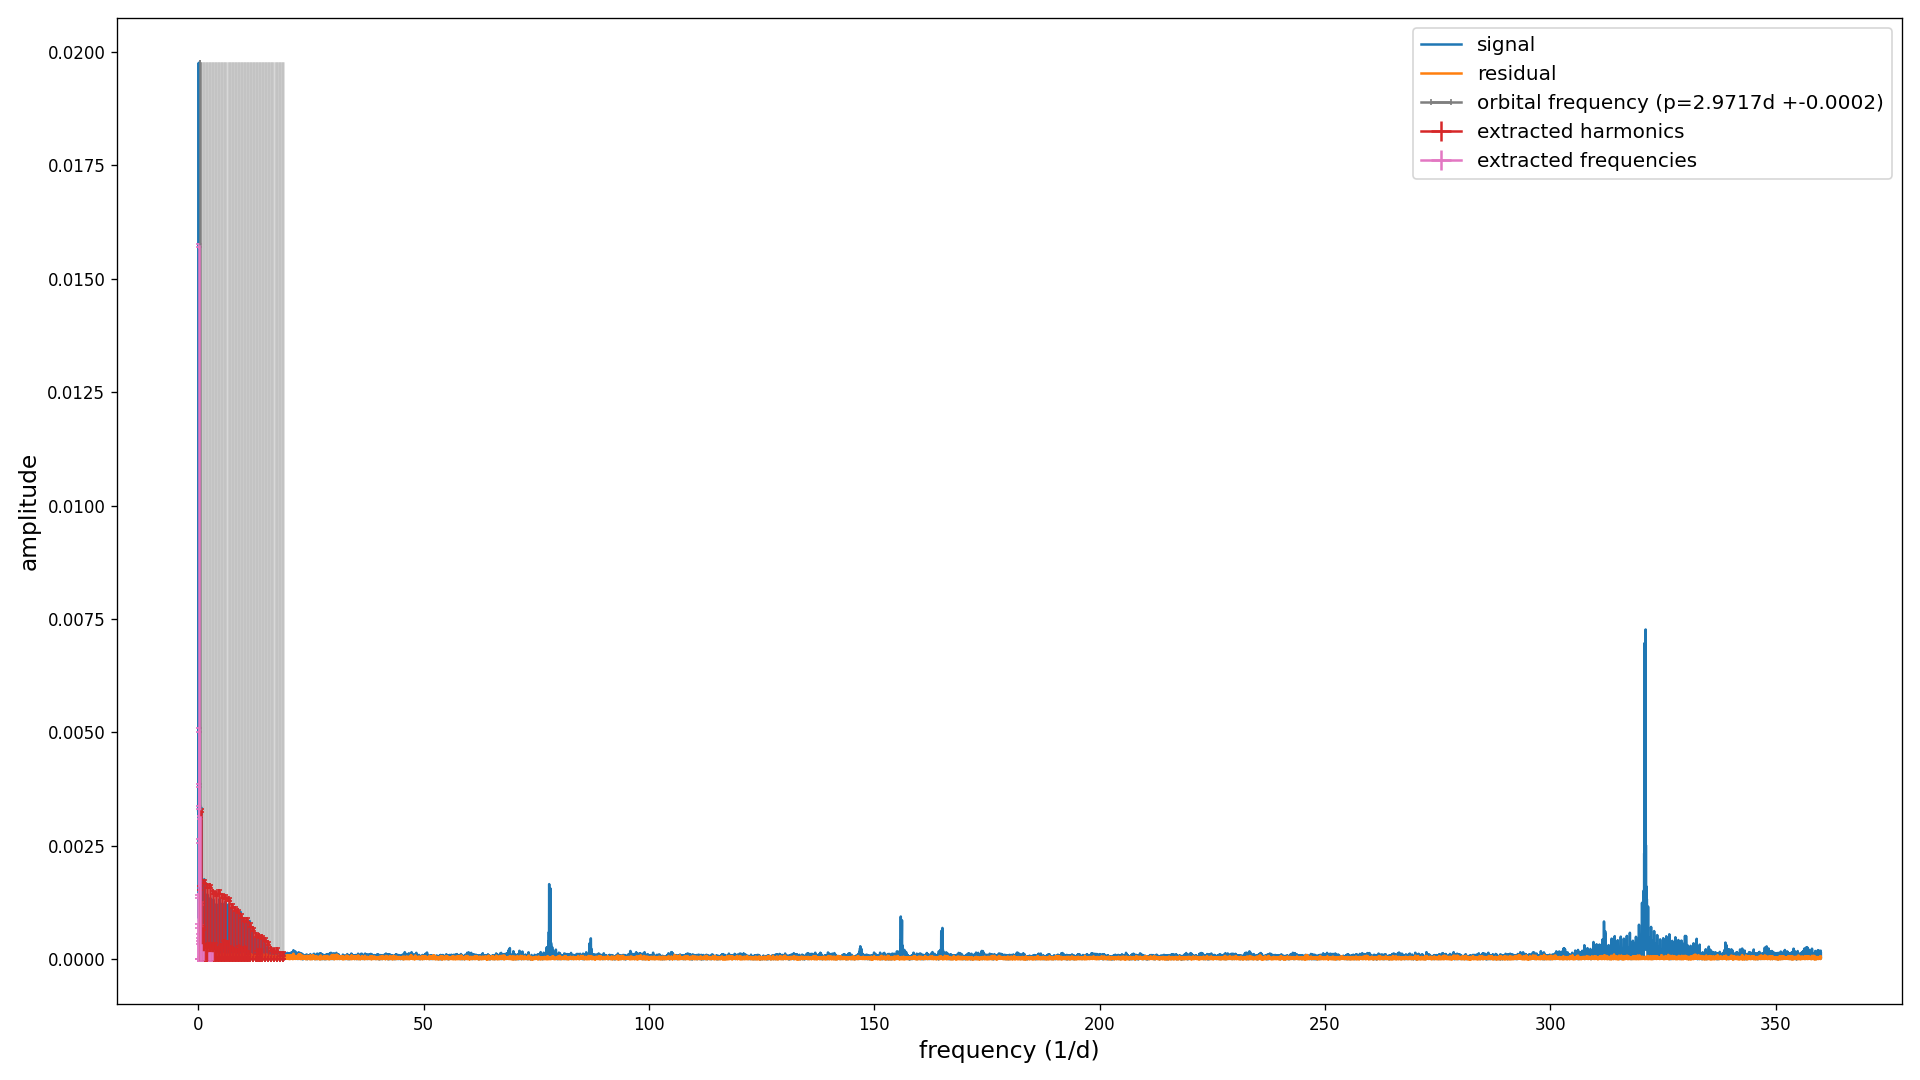 0.0200
0.0175
0.0150
0.0125
0.0100
0.0075
0.0050
0.0025
0.0000
amplitude
0 50 100 150 200 250 300 350
frequency (1/d)
signal
residual
orbital frequency (p=2.9717d +-0.0002)
extracted harmonics
extracted frequencies